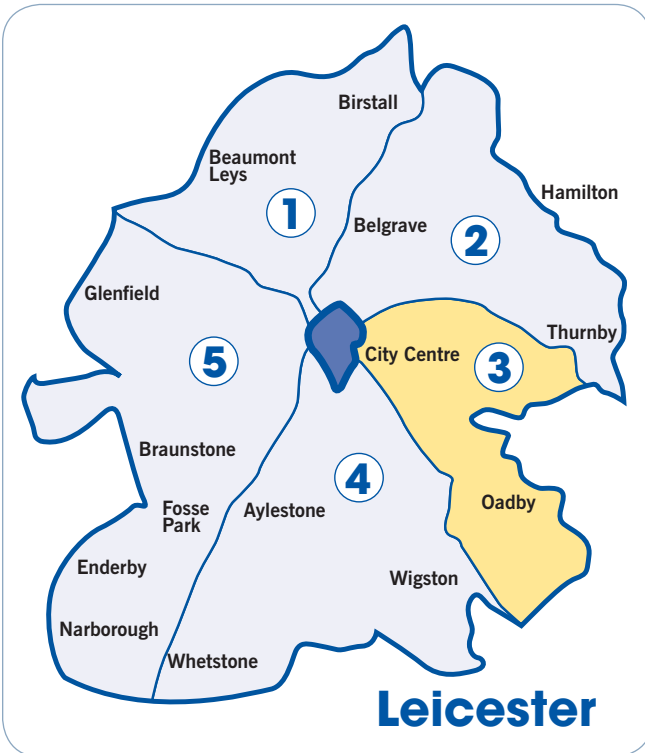 Birstall
Beaumont
Leys
1
Hamilton
Belgrave
2
Glenfield
Thurnby
City Centre
3
5
Braunstone
4
Fosse
Park
Aylestone
Oadby
Enderby
Wigston
Narborough
Whetstone
Leicester